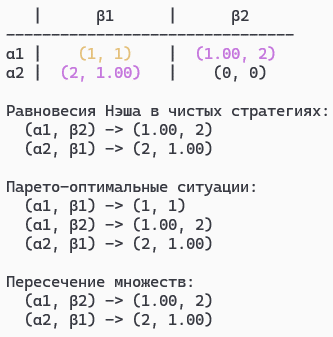 |      β1      |      β2
--------------------------------
α1 |    (1, 1)    |  (1.00, 2)
α2 |  (2, 1.00)   |    (0, 0)

Равновесия Нэша в чистых стратегиях:
  (α1, β2) -> (1.00, 2)
  (α2, β1) -> (2, 1.00)

Парето-оптимальные ситуации:
  (α1, β1) -> (1, 1)
  (α1, β2) -> (1.00, 2)
  (α2, β1) -> (2, 1.00)

Пересечение множеств:
  (α1, β2) -> (1.00, 2)
  (α2, β1) -> (2, 1.00)